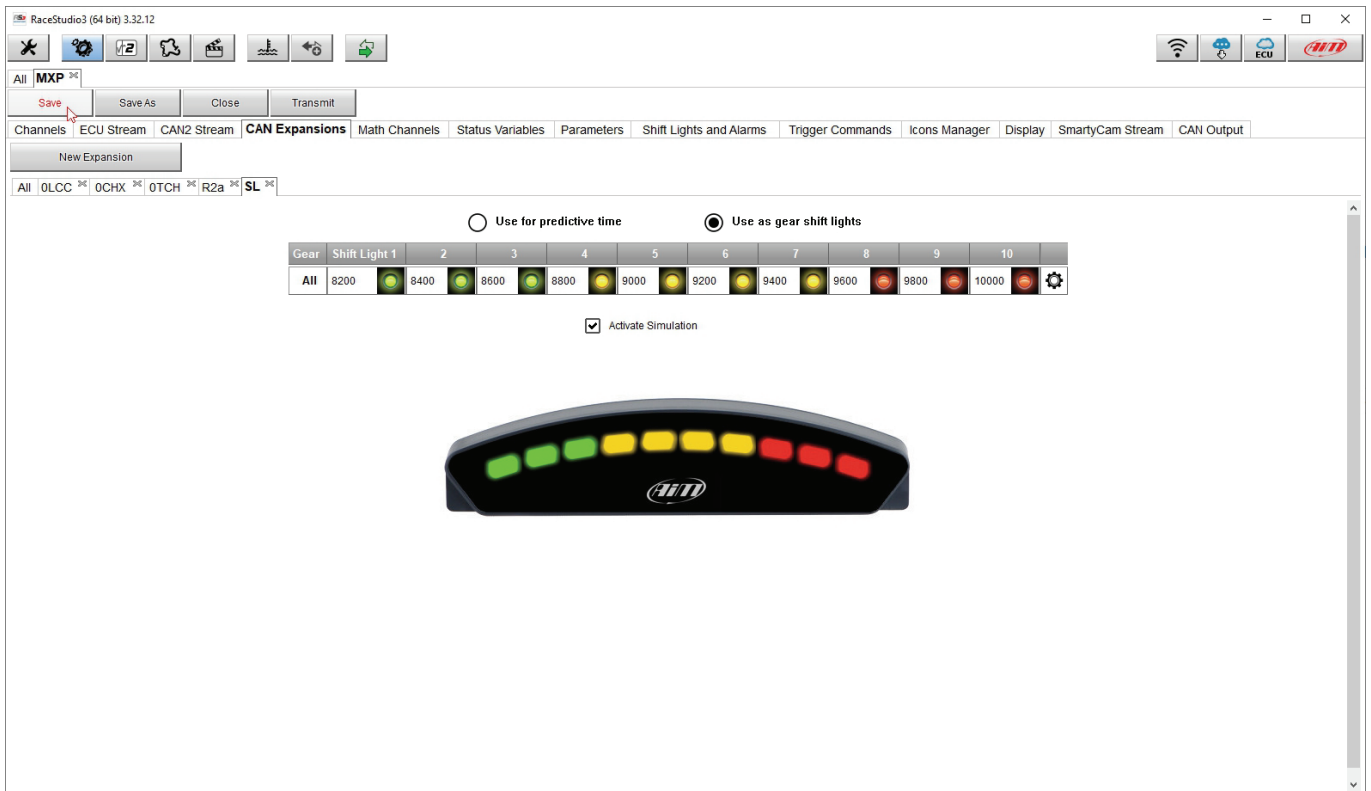 RaceStudio3 (64 bit) 3.32.12
ECU AiM
All MXP
Save Save As Close Transmit
Channels ECU Stream CAN2 Stream CAN Expansions Math Channels Status Variables Parameters Shift Lights and Alarms Trigger Commands Icons Manager Display SmartyCam Stream CAN Output
New Expansion
All 0LCC 0CHX 0TCH R2a SL
Use for predictive time Use as gear shift lights
Gear Shift Light 1 2 3 4 5 6 7 8 9 10
All 8200 8400 8600 8800 9000 9200 9400 9600 9800 10000
Activate Simulation
AiM